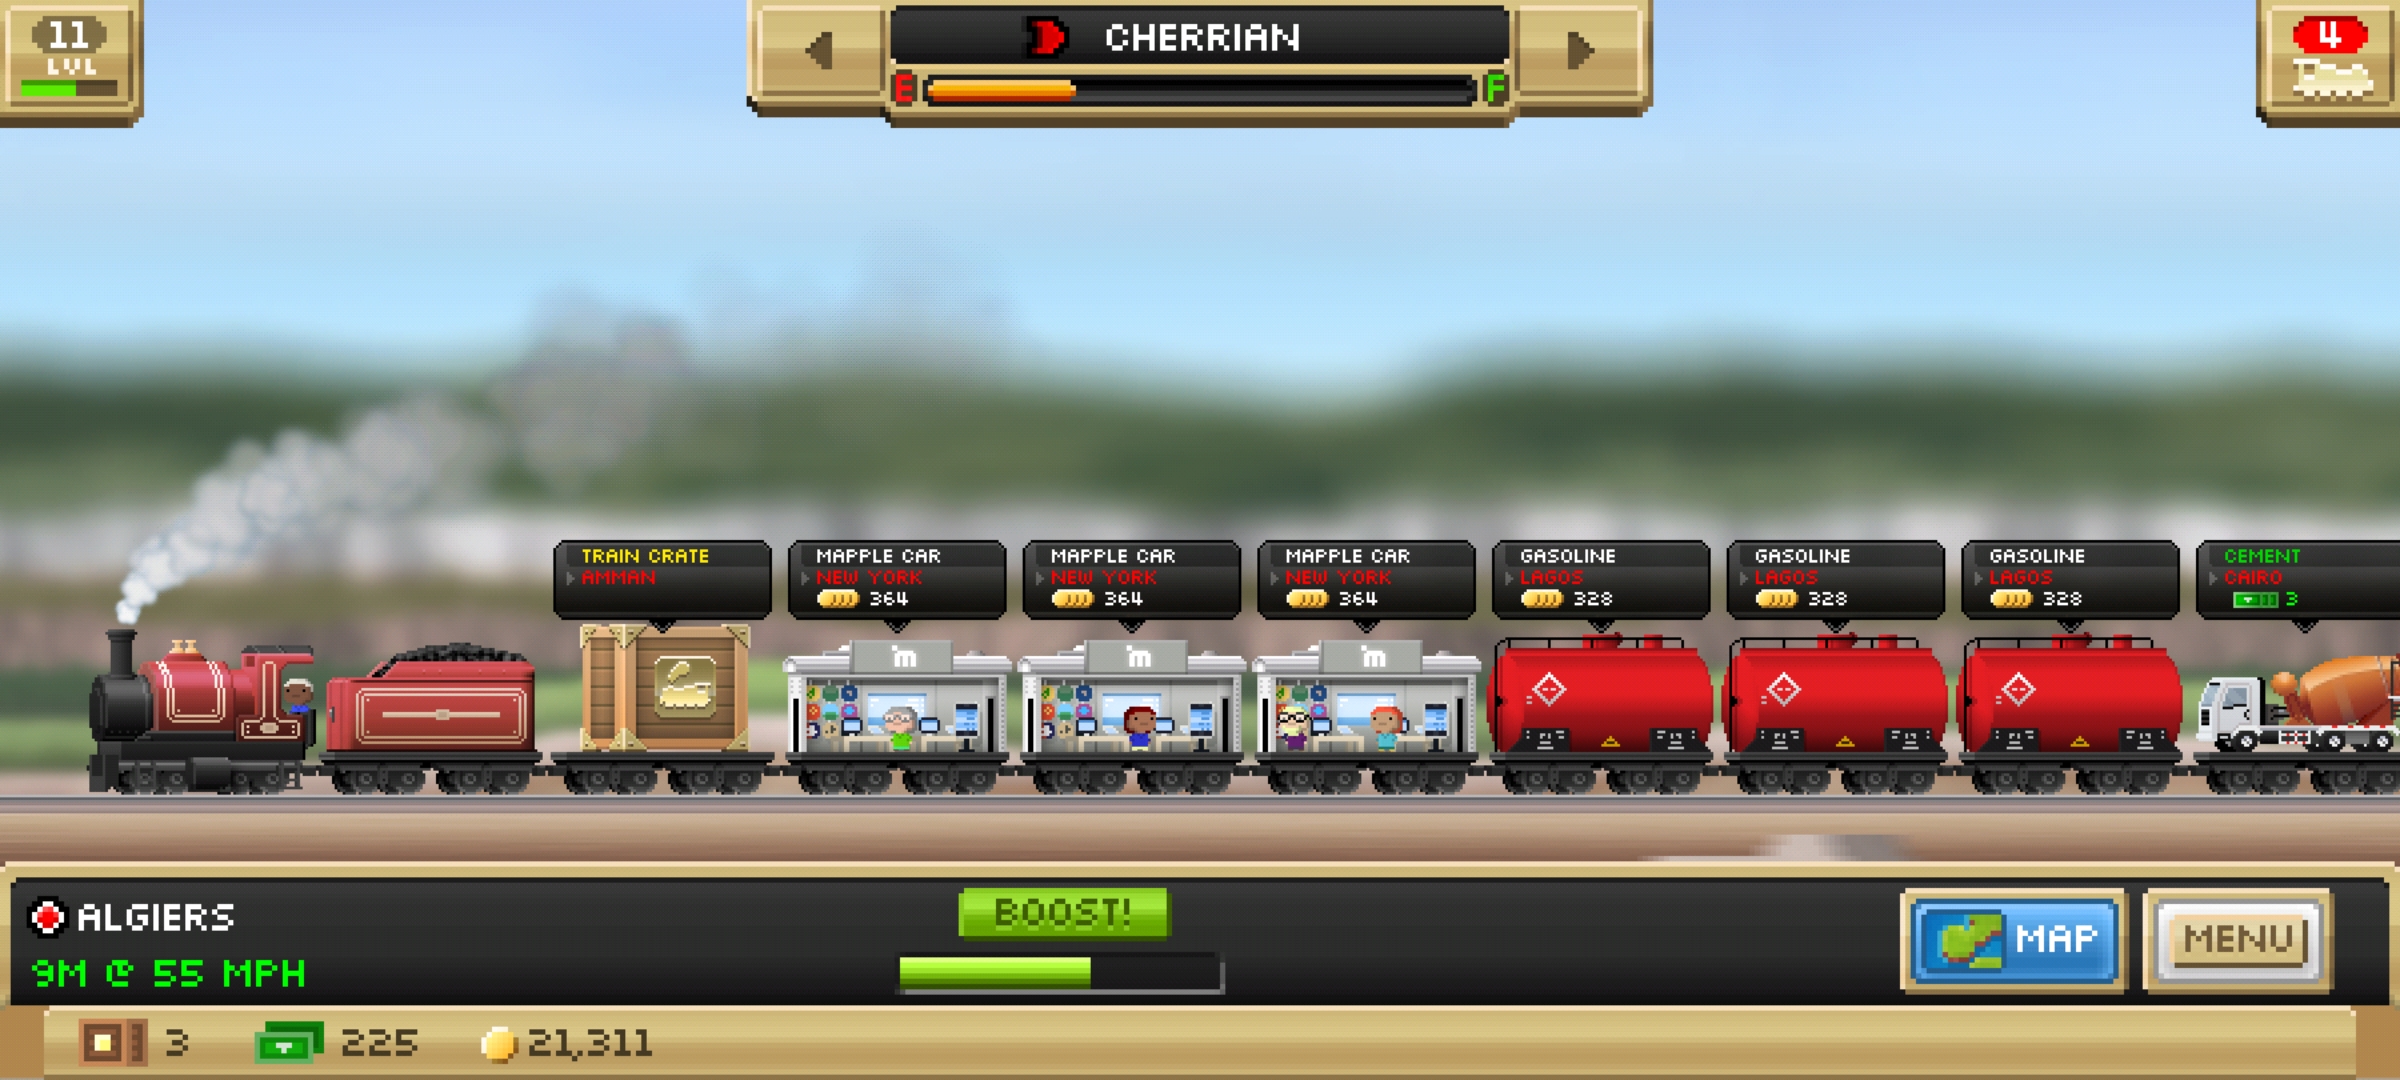 11
LVL
CHERRIAN
E F
4
TRAIN CRATE
AMMAN
MAPPLE CAR
NEW YORK
364
MAPPLE CAR
NEW YORK
364
MAPPLE CAR
NEW YORK
364
GASOLINE
LAGOS
328
GASOLINE
LAGOS
328
GASOLINE
LAGOS
328
CEMENT
CAIRO
3
m
m
m
ALGIERS
9M @ 55 MPH
BOOST!
MAP
MENU
3
225
21,311